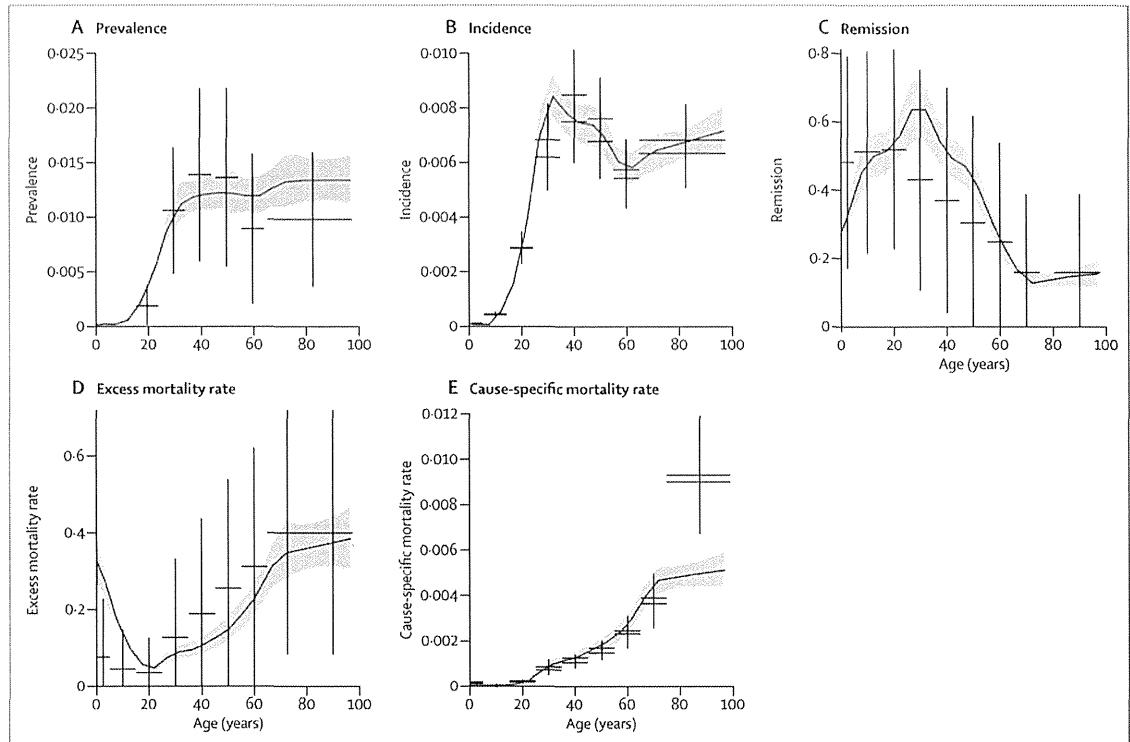 A Prevalence
0·025
0·020
0·015
0·010
0·005
0
Prevalence
0 20 40 60 80 100
B Incidence
0·010
0·008
0·006
0·004
0·002
0
Incidence
0 20 40 60 80 100
C Remission
0·8
0·6
0·4
0·2
0
Remission
0 20 40 60 80 100
Age (years)
D Excess mortality rate
0·6
0·4
0·2
0
Excess mortality rate
0 20 40 60 80 100
Age (years)
E Cause-specific mortality rate
0·012
0·010
0·008
0·006
0·004
0·002
0
Cause-specific mortality rate
0 20 40 60 80 100
Age (years)